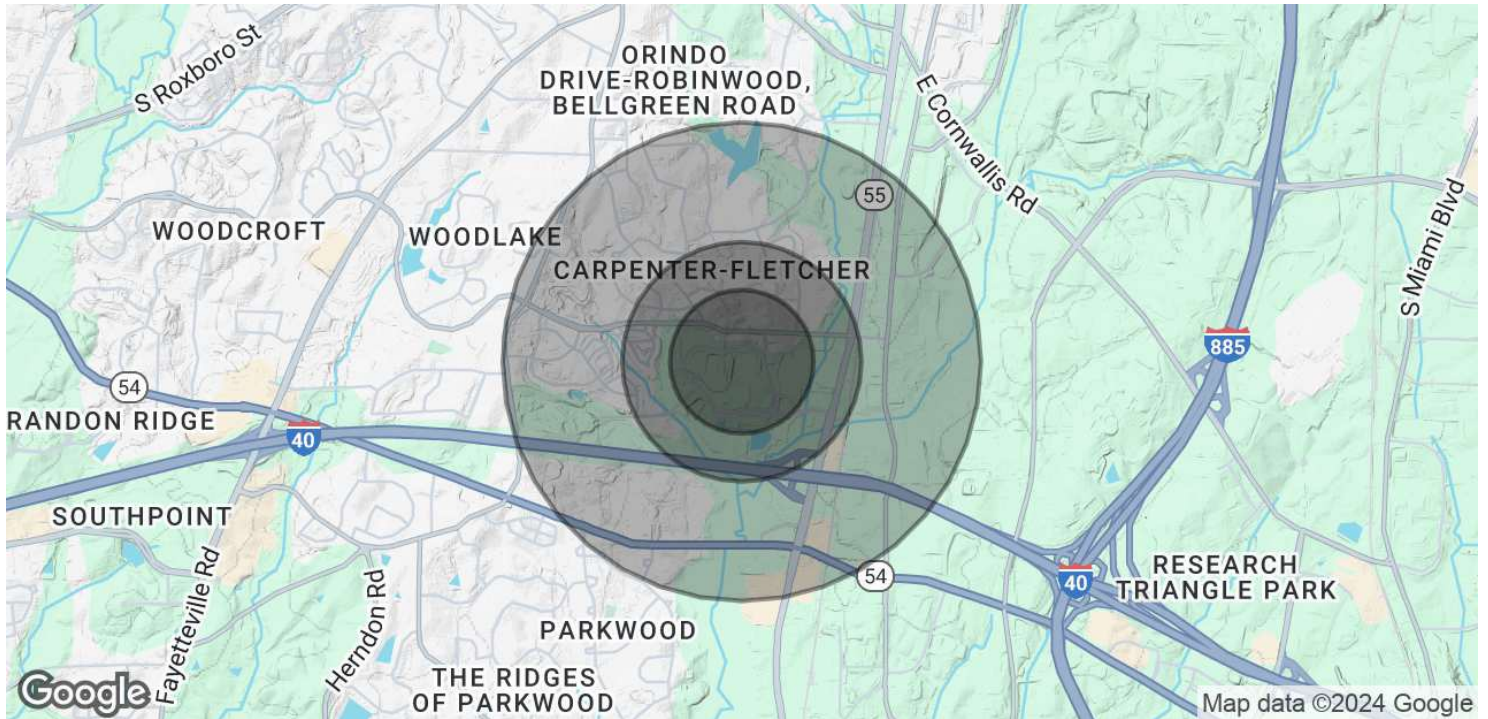 ORINDO
DRIVE-ROBINWOOD,
BELLGREEN ROAD
S Roxboro St
E Cornwallis Rd
55
S Miami Blvd
WOODCROFT
WOODLAKE
CARPENTER-FLETCHER
885
54
RANDON RIDGE
40
SOUTHPOINT
Fayetteville Rd
Herndon Rd
54
40
RESEARCH
TRIANGLE PARK
PARKWOOD
THE RIDGES
OF PARKWOOD
Google
Map data ©2024 Google